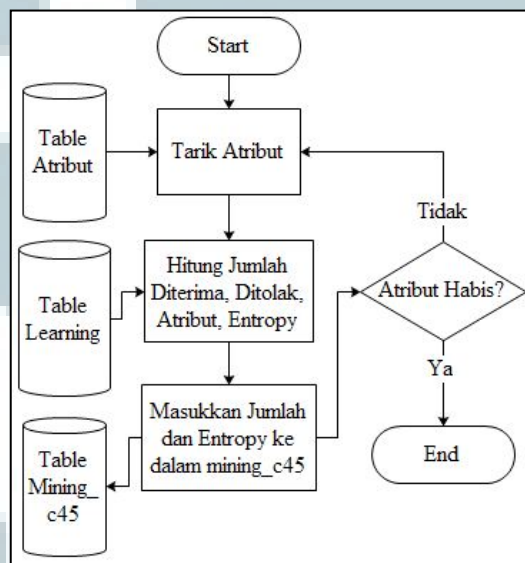 Start
Table
Atribut
Tarik Atribut
Tidak
Table
Learning
Hitung Jumlah
Diterima, Ditolak,
Atribut, Entropy
Atribut Habis?
Ya
Table
Mining_
c45
Masukkan Jumlah
dan Entropy ke
dalam mining_c45
End